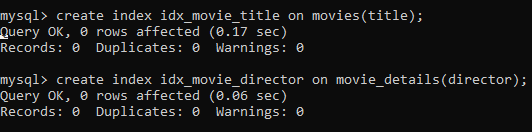 mysql> create index idx_movie_title on movies(title);
Query OK, 0 rows affected (0.17 sec)
Records: 0  Duplicates: 0  Warnings: 0
mysql> create index idx_movie_director on movie_details(director);
Query OK, 0 rows affected (0.06 sec)
Records: 0  Duplicates: 0  Warnings: 0